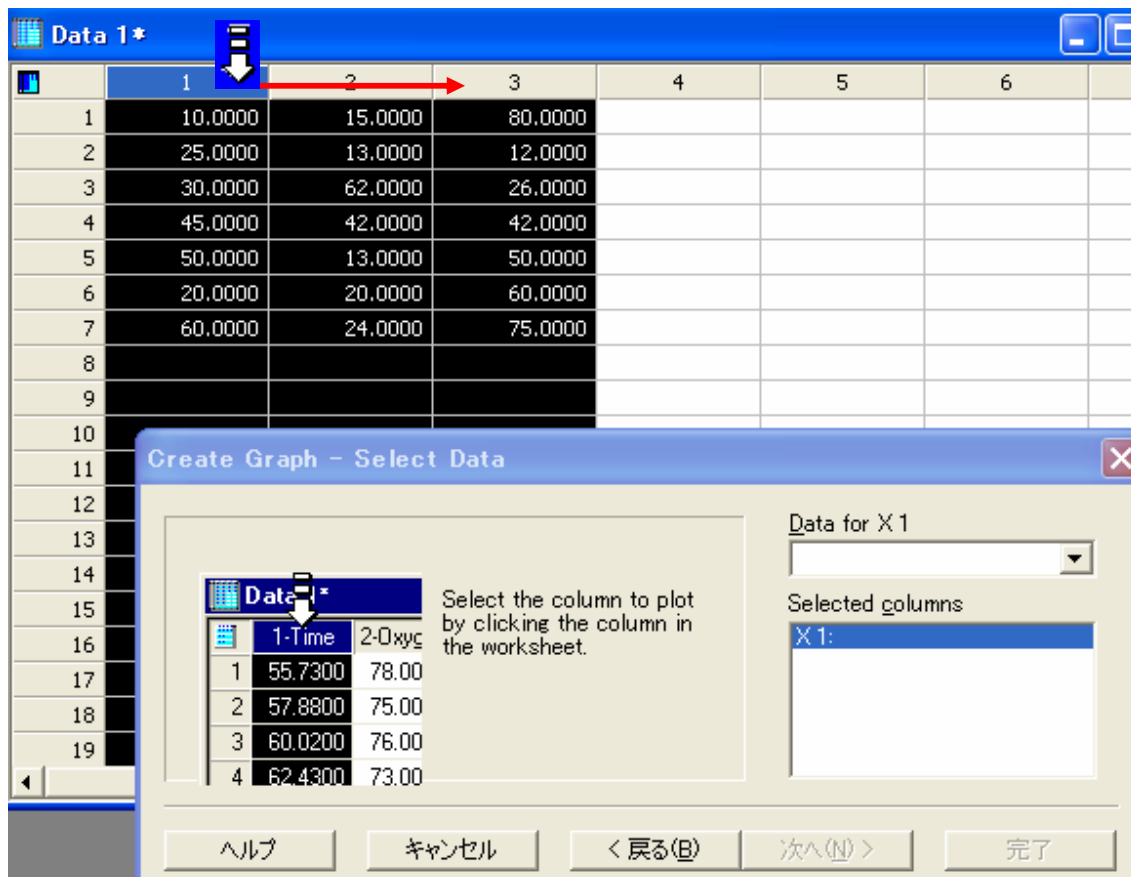 Data 1*
1 2 3 4 5 6
1 10.0000 15.0000 80.0000
2 25.0000 13.0000 12.0000
3 30.0000 62.0000 26.0000
4 45.0000 42.0000 42.0000
5 50.0000 13.0000 50.0000
6 20.0000 20.0000 60.0000
7 60.0000 24.0000 75.0000
8
9
10
11
12
13
14
15
16
17
18
19
Create Graph - Select Data
Data 1*
1-Time 2-Oxyg
1 55.7300 78.00
2 57.8800 75.00
3 60.0200 76.00
4 62.4300 73.00
Select the column to plot
by clicking the column in
the worksheet.
Data for X 1
Selected columns
X 1:
ヘルプ キャンセル < 戻る(B) 次へ(N) > 完了